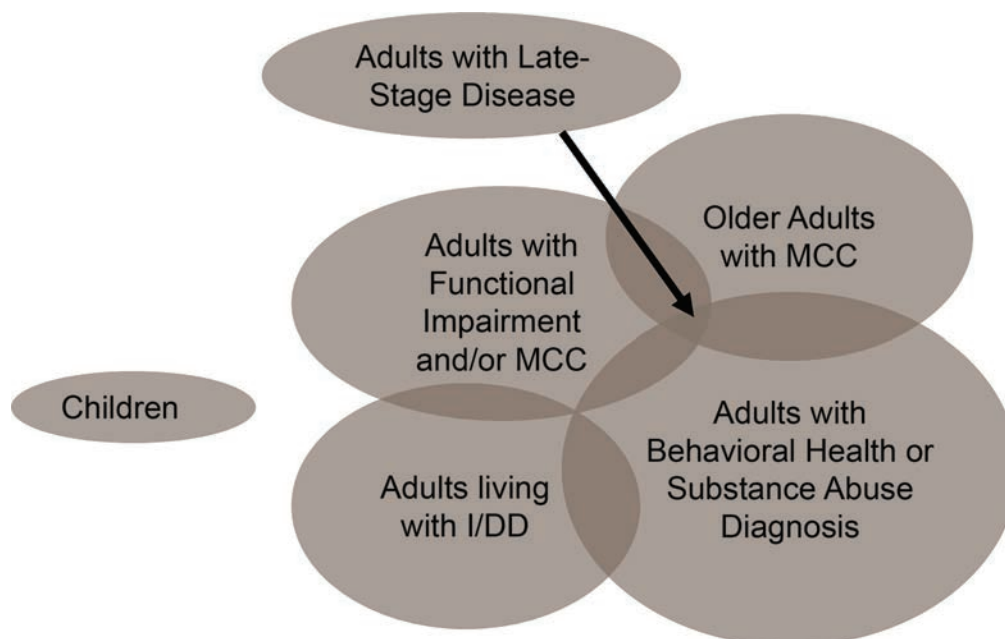 Adults with Late-
Stage Disease
Older Adults
with MCC
Adults with
Functional
Impairment
and/or MCC
Children
Adults with
Behavioral Health or
Substance Abuse
Diagnosis
Adults living
with I/DD